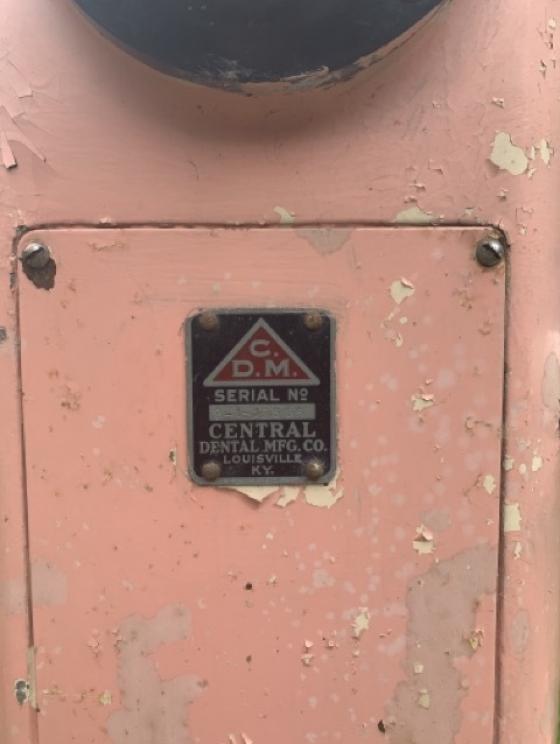 C.
D.M.
SERIAL Nº
CENTRAL
DENTAL MFG. CO.
LOUISVILLE
KY.